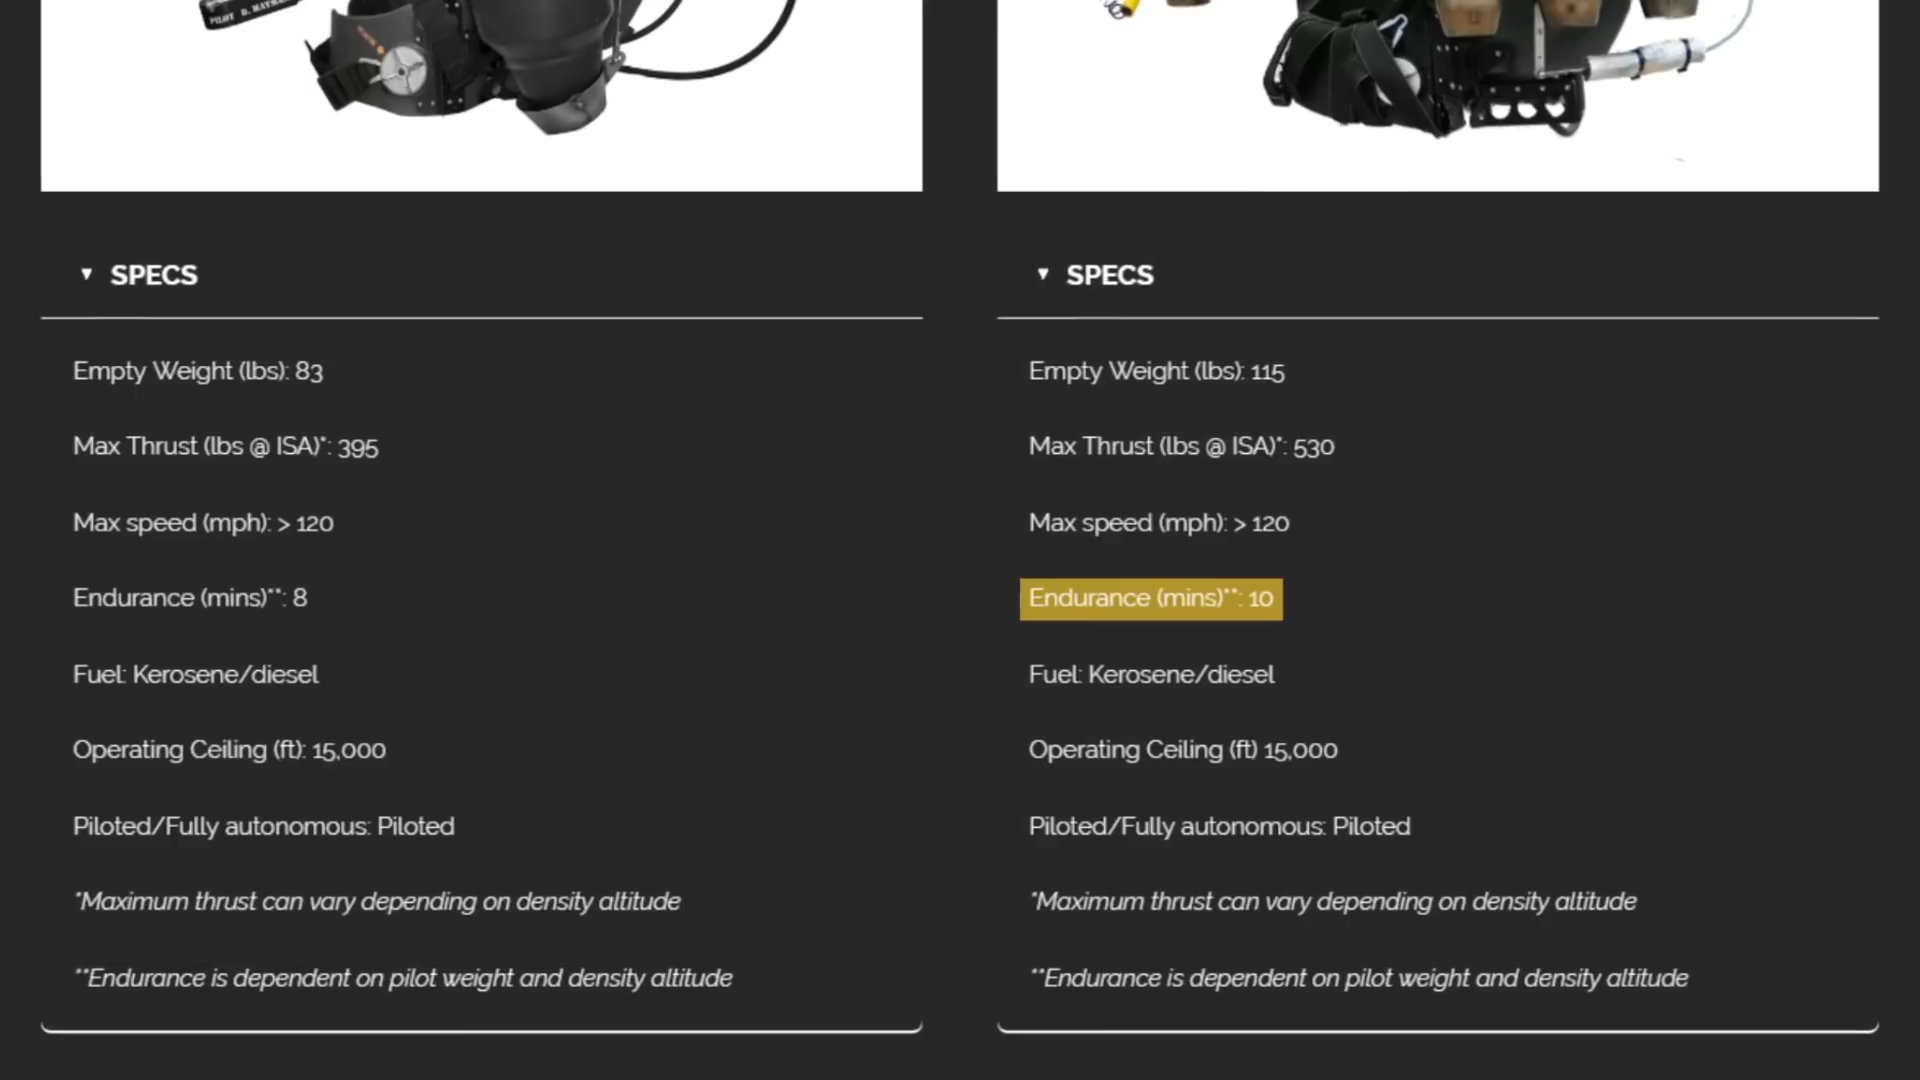 PILOT D. MAYMAN
SPECS
Empty Weight (lbs): 83
Max Thrust (lbs @ ISA)*: 395
Max speed (mph): > 120
Endurance (mins)**: 8
Fuel: Kerosene/diesel
Operating Ceiling (ft): 15,000
Piloted/Fully autonomous: Piloted
*Maximum thrust can vary depending on density altitude
**Endurance is dependent on pilot weight and density altitude
SPECS
Empty Weight (lbs): 115
Max Thrust (lbs @ ISA)*: 530
Max speed (mph): > 120
Endurance (mins)**: 10
Fuel: Kerosene/diesel
Operating Ceiling (ft) 15,000
Piloted/Fully autonomous: Piloted
*Maximum thrust can vary depending on density altitude
**Endurance is dependent on pilot weight and density altitude